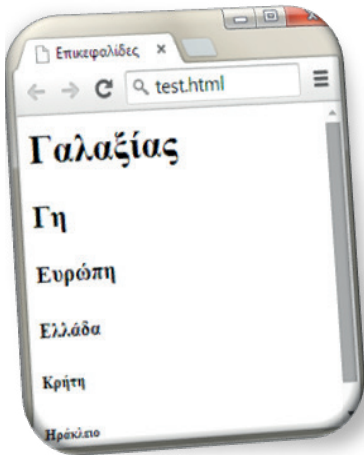 Επικεφαλίδες
test.html
Γαλαξίας
Γη
Ευρώπη
Ελλάδα
Κρήτη
Ηράκλειο